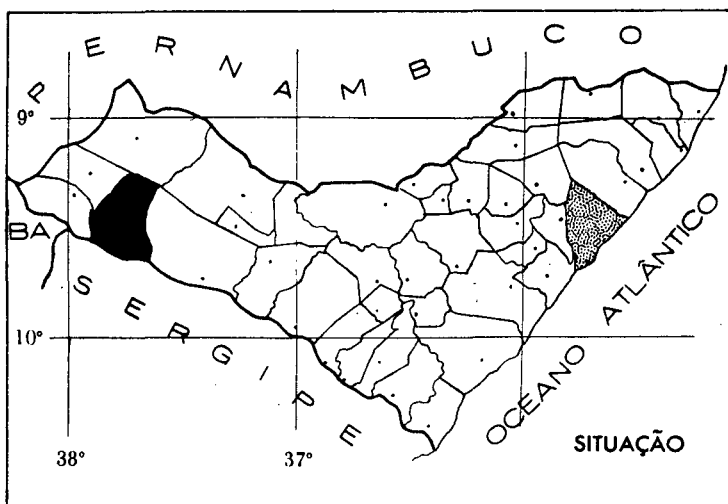 PERNAMBUCO
9°
BA
SERGIPE
OCEANO ATLÂNTICO
10°
SITUAÇÃO
38°
37°